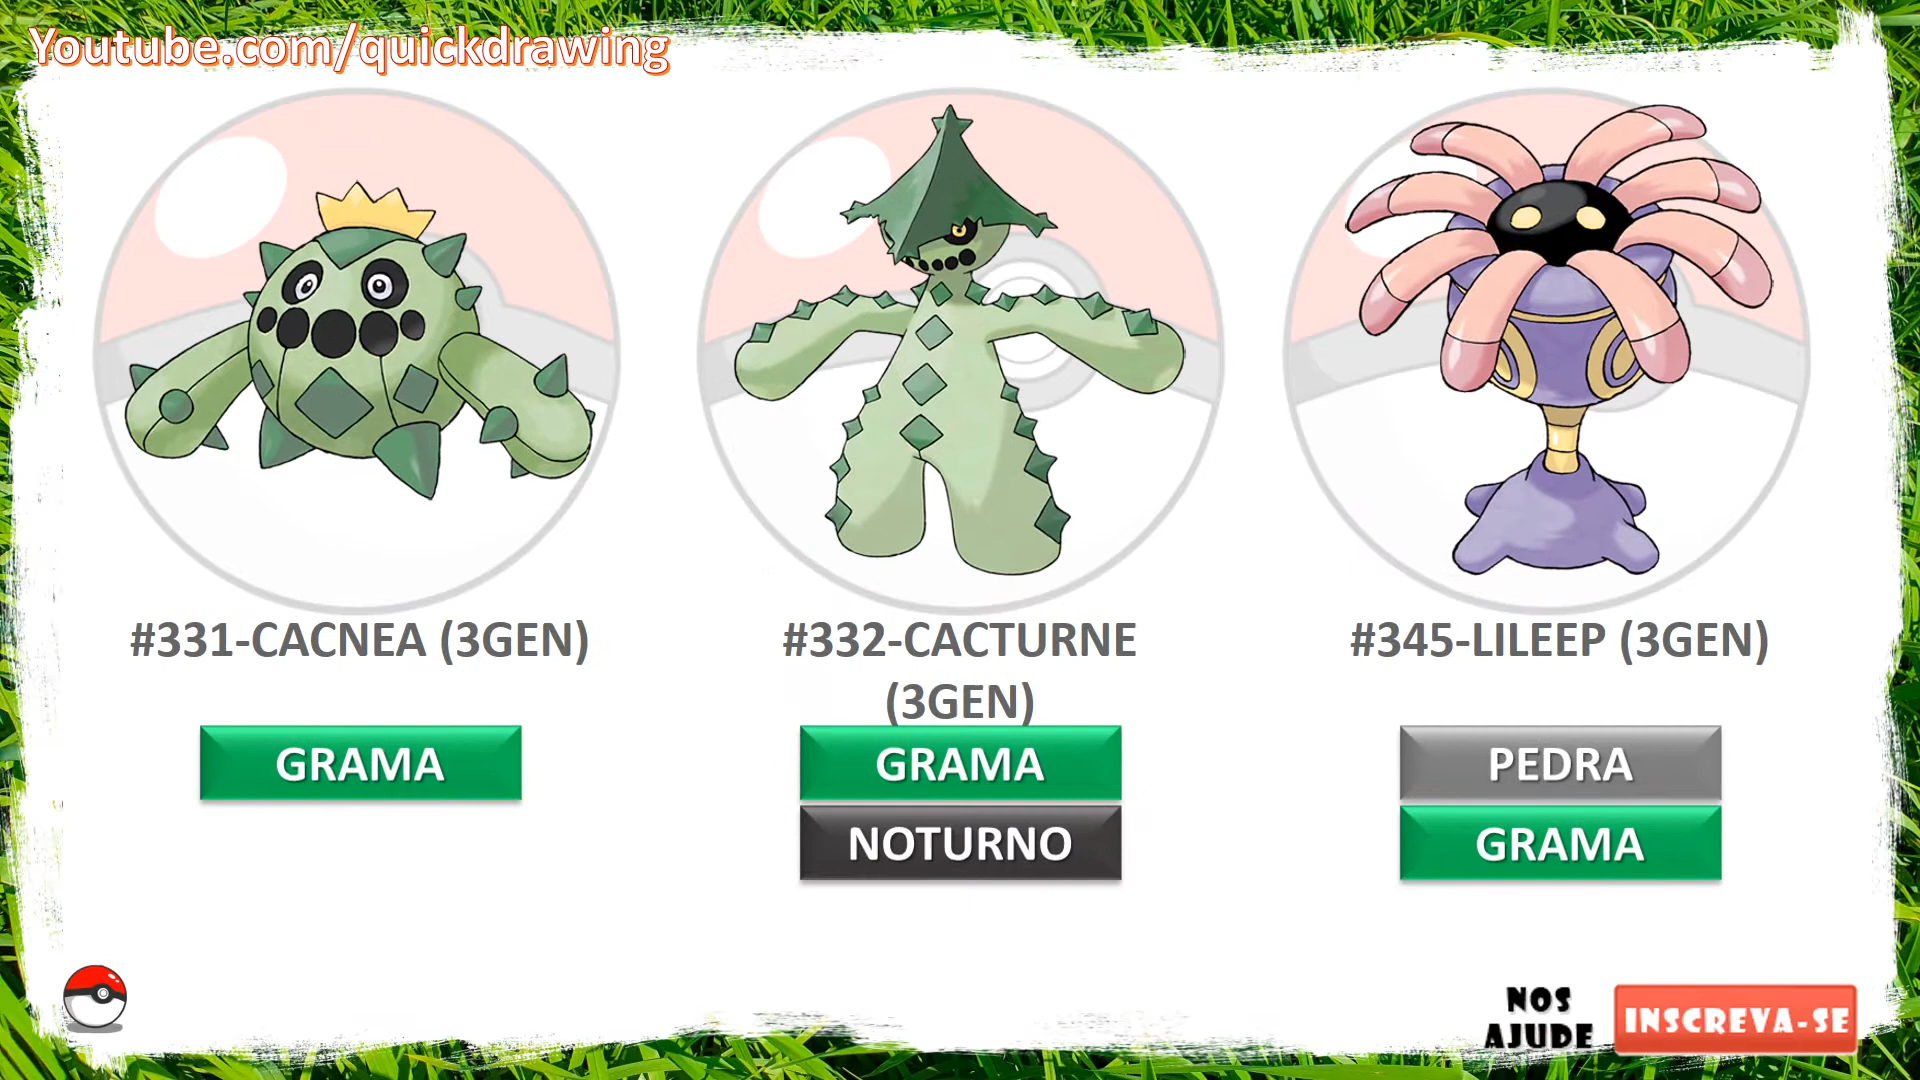 Youtube.com/quickdrawing
#331-CACNEA (3GEN)
GRAMA
#332-CACTURNE
(3GEN)
GRAMA
NOTURNO
#345-LILEEP (3GEN)
PEDRA
GRAMA
NOS
AJUDE
INSCREVA-SE